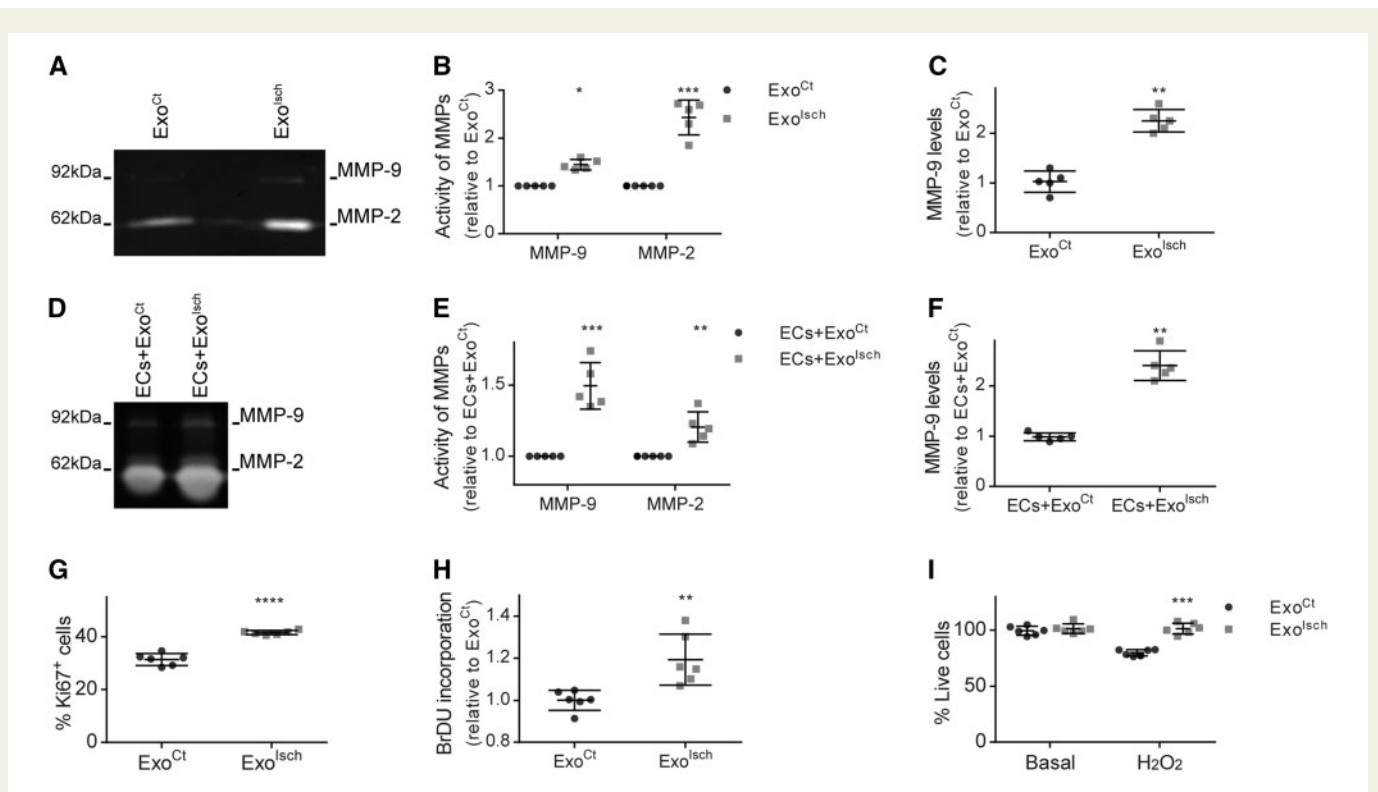 A
Exo^Ct
Exo^Isch
92kDa
MMP-9
62kDa
MMP-2
B
Activity of MMPs
(relative to Exo^Ct)
3
2
1
0
*
***
MMP-9
MMP-2
Exo^Ct
Exo^Isch
C
MMP-9 levels
(relative to Exo^Ct)
2
1
0
**
Exo^Ct
Exo^Isch
D
ECs+Exo^Ct
ECs+Exo^Isch
92kDa
MMP-9
62kDa
MMP-2
E
Activity of MMPs
(relative to ECs+Exo^Ct)
1.5
1.0
***
**
MMP-9
MMP-2
ECs+Exo^Ct
ECs+Exo^Isch
F
MMP-9 levels
(relative to ECs+Exo^Ct)
2
1
0
**
ECs+Exo^Ct
ECs+Exo^Isch
G
% Ki67⁺ cells
40
20
0
****
Exo^Ct
Exo^Isch
H
BrDU incorporation
(relative to Exo^Ct)
1.4
1.2
1.0
0.8
**
Exo^Ct
Exo^Isch
I
% Live cells
100
50
0
***
Basal
H₂O₂
Exo^Ct
Exo^Isch